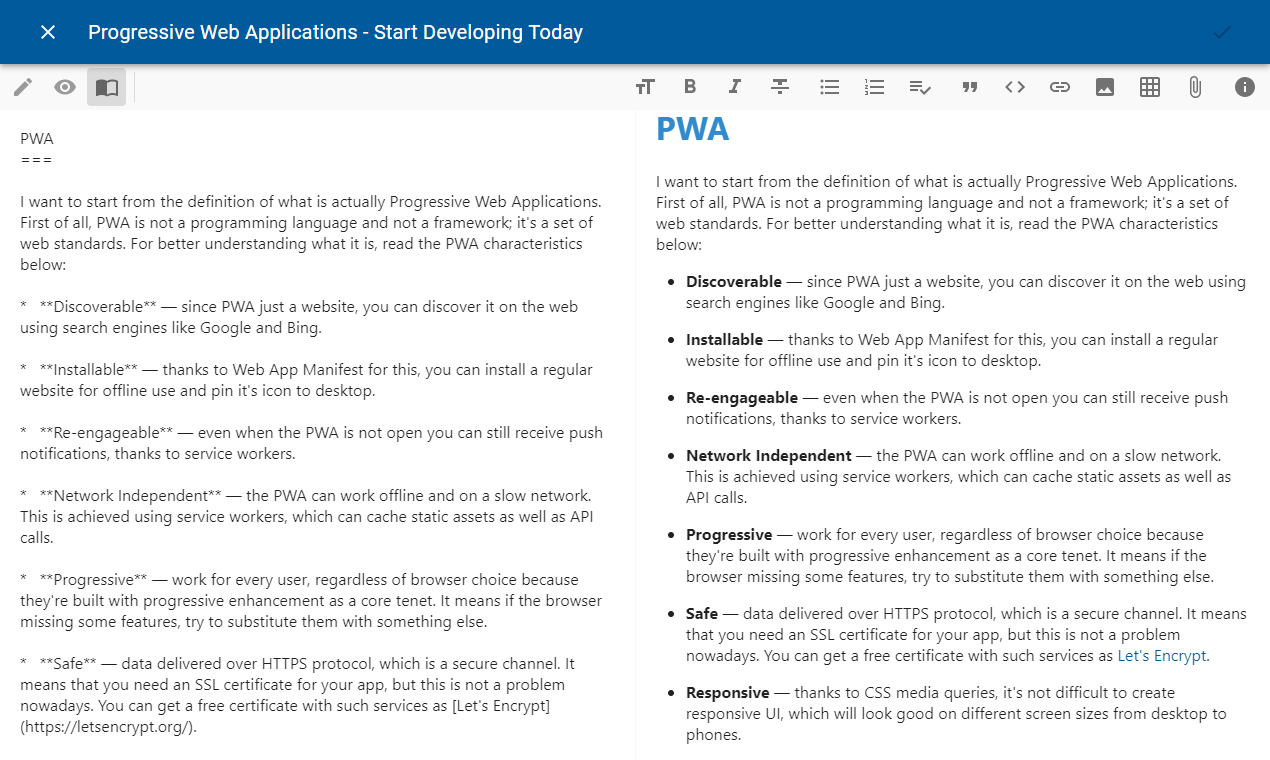 Progressive Web Applications - Start Developing Today
PWA
===
I want to start from the definition of what is actually Progressive Web Applications.
First of all, PWA is not a programming language and not a framework; it's a set of
web standards. For better understanding what it is, read the PWA characteristics
below:
*   **Discoverable** — since PWA just a website, you can discover it on the web
using search engines like Google and Bing.
*   **Installable** — thanks to Web App Manifest for this, you can install a regular
website for offline use and pin it's icon to desktop.
*   **Re-engageable** — even when the PWA is not open you can still receive push
notifications, thanks to service workers.
*   **Network Independent** — the PWA can work offline and on a slow network.
This is achieved using service workers, which can cache static assets as well as API
calls.
*   **Progressive** — work for every user, regardless of browser choice because
they're built with progressive enhancement as a core tenet. It means if the browser
missing some features, try to substitute them with something else.
*   **Safe** — data delivered over HTTPS protocol, which is a secure channel. It
means that you need an SSL certificate for your app, but this is not a problem
nowadays. You can get a free certificate with such services as [Let's Encrypt]
(https://letsencrypt.org/).
PWA
I want to start from the definition of what is actually Progressive Web Applications.
First of all, PWA is not a programming language and not a framework; it's a set of
web standards. For better understanding what it is, read the PWA characteristics
below:
• Discoverable — since PWA just a website, you can discover it on the web using
search engines like Google and Bing.
• Installable — thanks to Web App Manifest for this, you can install a regular
website for offline use and pin it's icon to desktop.
• Re-engageable — even when the PWA is not open you can still receive push
notifications, thanks to service workers.
• Network Independent — the PWA can work offline and on a slow network.
This is achieved using service workers, which can cache static assets as well as
API calls.
• Progressive — work for every user, regardless of browser choice because
they're built with progressive enhancement as a core tenet. It means if the
browser missing some features, try to substitute them with something else.
• Safe — data delivered over HTTPS protocol, which is a secure channel. It means
that you need an SSL certificate for your app, but this is not a problem
nowadays. You can get a free certificate with such services as Let's Encrypt.
• Responsive — thanks to CSS media queries, it's not difficult to create
responsive UI, which will look good on different screen sizes from desktop to
phones.